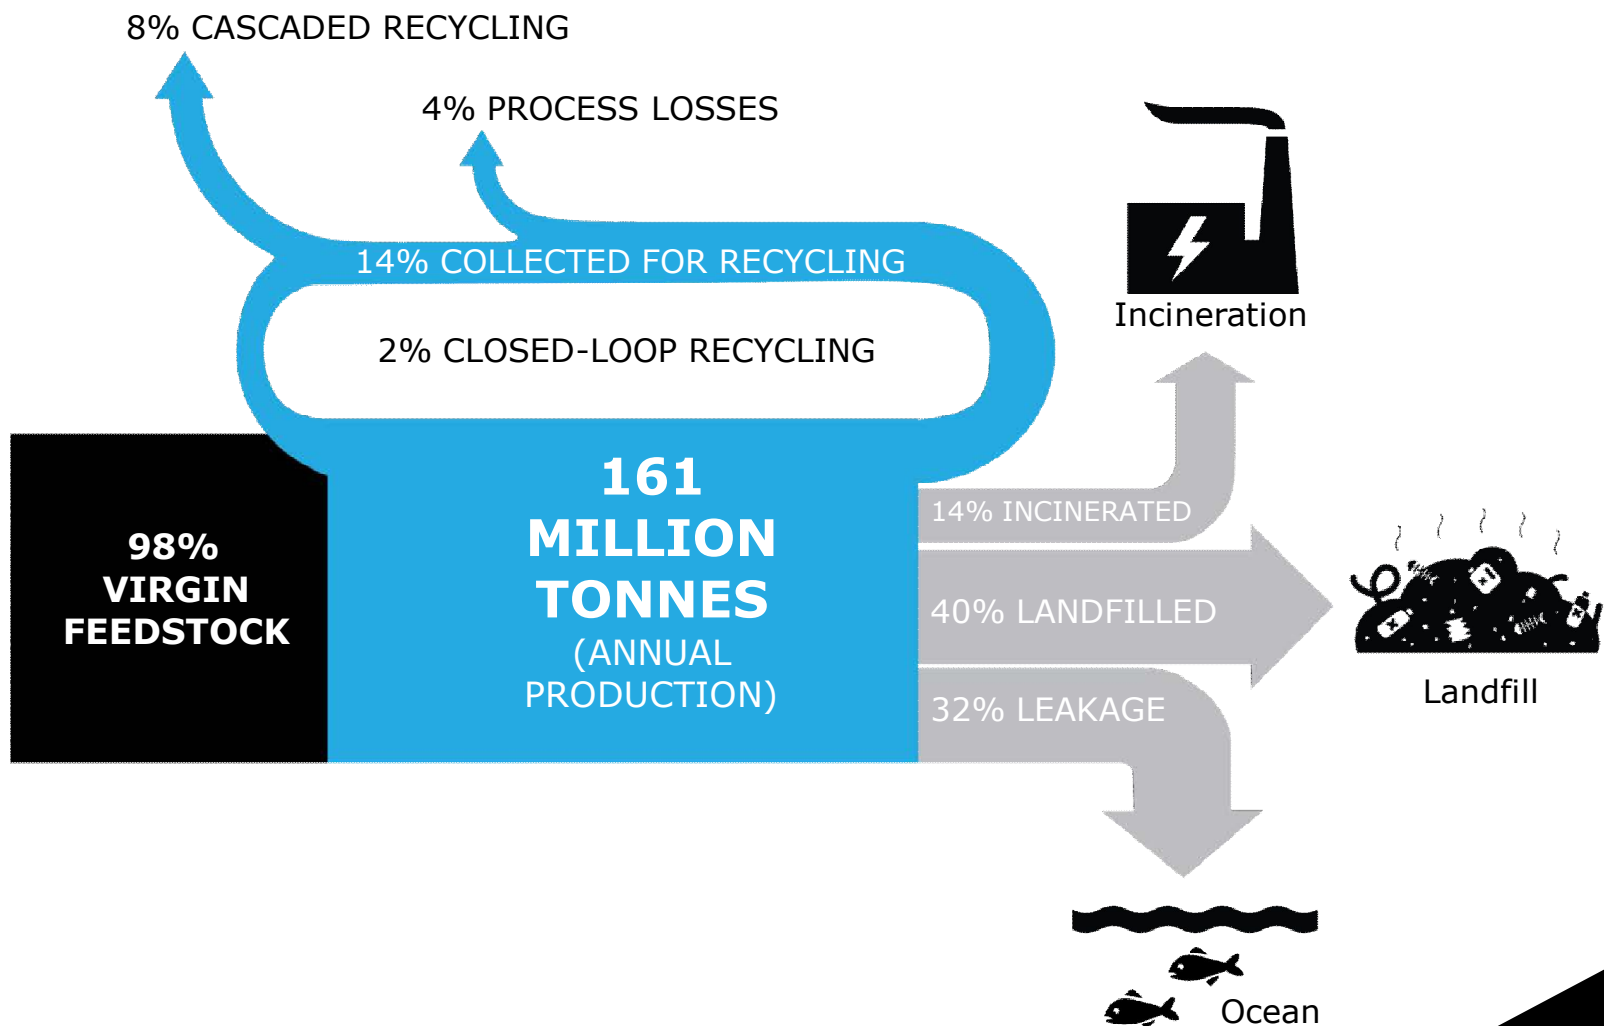 8% CASCADED RECYCLING
4% PROCESS LOSSES
14% COLLECTED FOR RECYCLING
2% CLOSED-LOOP RECYCLING
Incineration
98%
VIRGIN
FEEDSTOCK
161
MILLION
TONNES
(ANNUAL
PRODUCTION)
14% INCINERATED
40% LANDFILLED
32% LEAKAGE
Landfill
Ocean